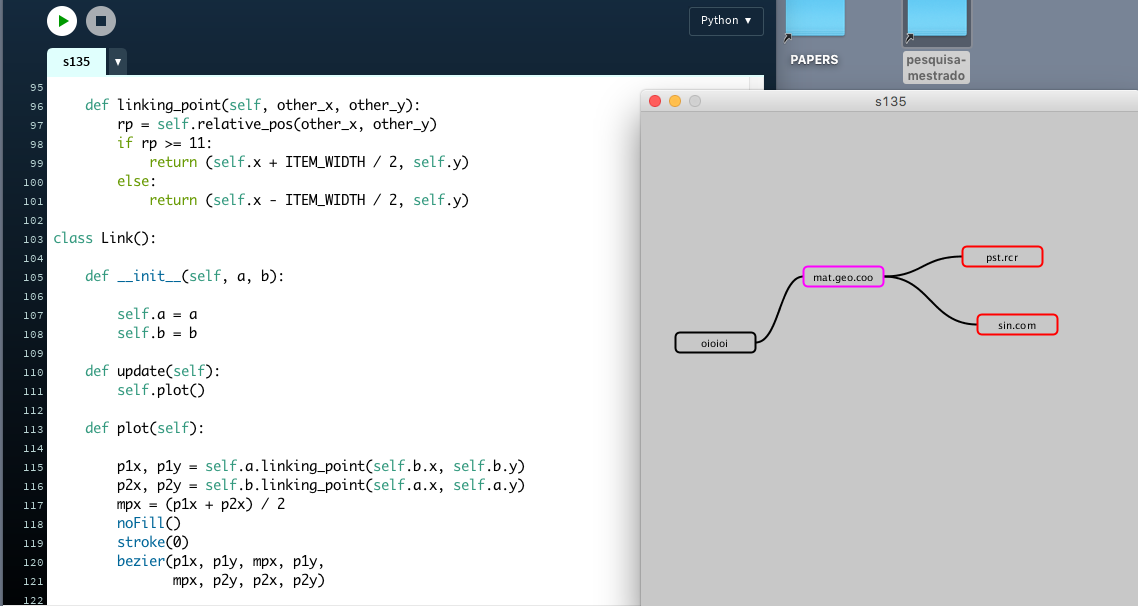 Python ▼
s135 ▼
PAPERS
pesquisa-
mestrado
95
96     def linking_point(self, other_x, other_y):
97         rp = self.relative_pos(other_x, other_y)
98         if rp >= 11:
99             return (self.x + ITEM_WIDTH / 2, self.y)
100         else:
101             return (self.x - ITEM_WIDTH / 2, self.y)
102
103 class Link():
104
105     def __init__(self, a, b):
106
107         self.a = a
108         self.b = b
109
110     def update(self):
111         self.plot()
112
113     def plot(self):
114
115         p1x, p1y = self.a.linking_point(self.b.x, self.b.y)
116         p2x, p2y = self.b.linking_point(self.a.x, self.a.y)
117         mpx = (p1x + p2x) / 2
118         noFill()
119         stroke(0)
120         bezier(p1x, p1y, mpx, p1y,
121                mpx, p2y, p2x, p2y)
122
s135
pst.rcr
mat.geo.coo
sin.com
oioioi